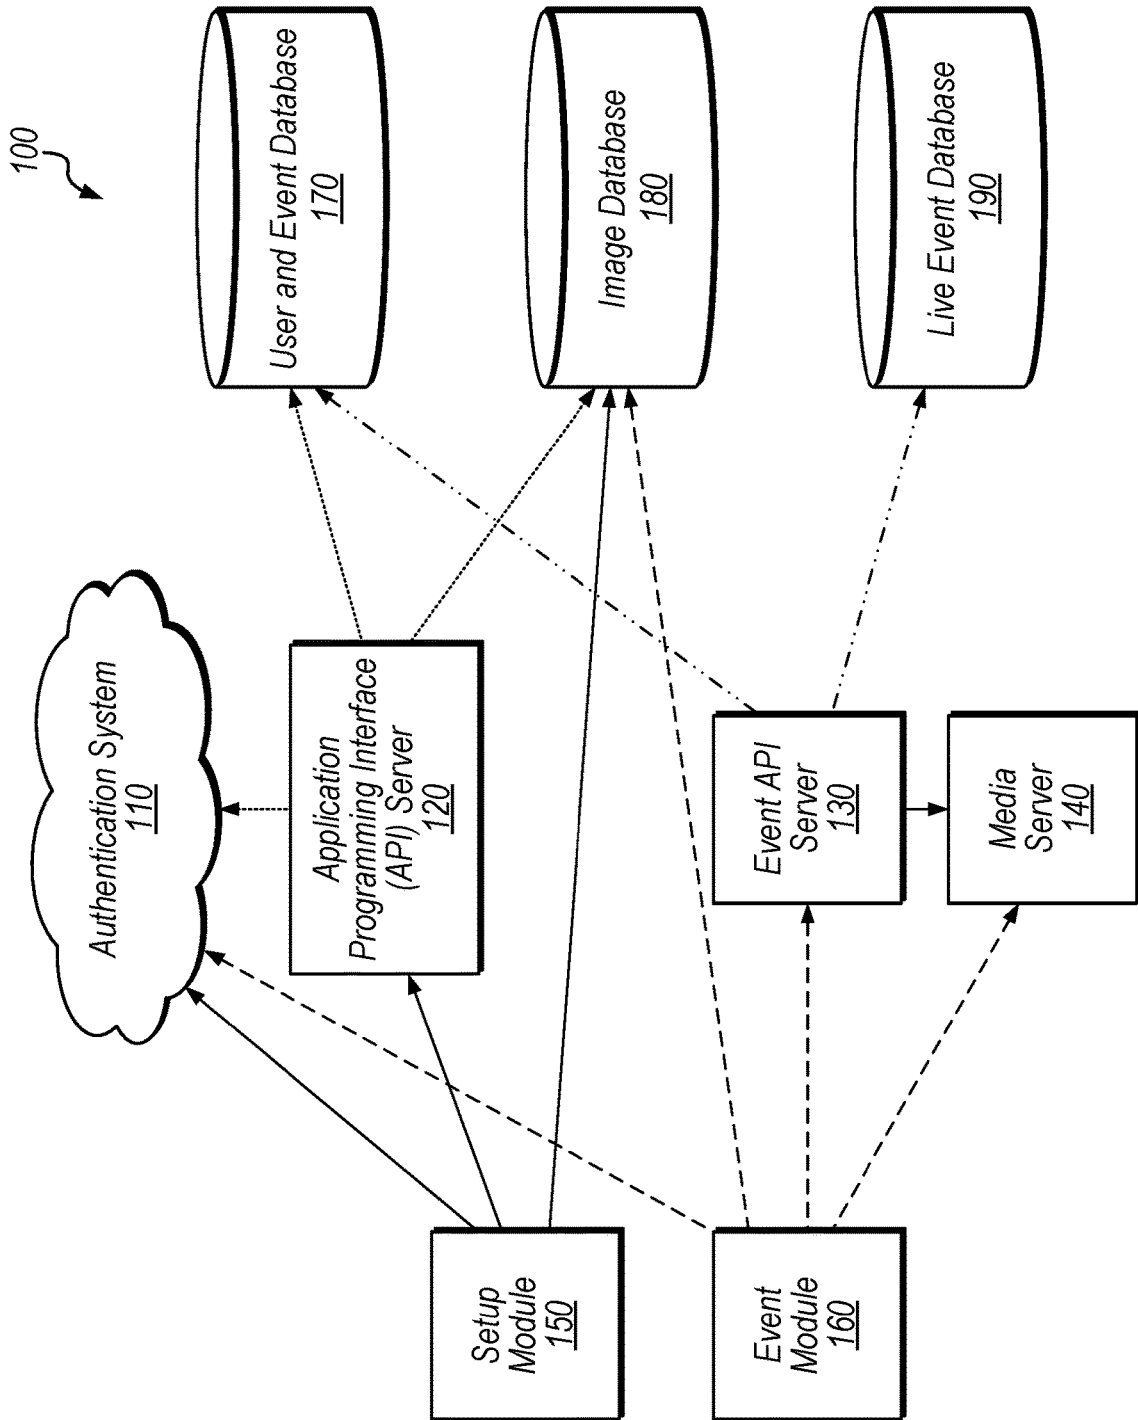 100
Authentication System
110
Application
Programming Interface
(API) Server
120
Setup
Module
150
Event
Module
160
Event API
Server
130
Media
Server
140
User and Event Database
170
Image Database
180
Live Event Database
190